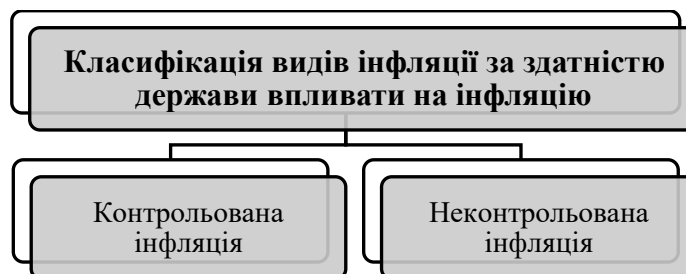 Класифікація видів інфляції за здатністю
держави впливати на інфляцію
Контрольована
інфляція
Неконтрольована
інфляція